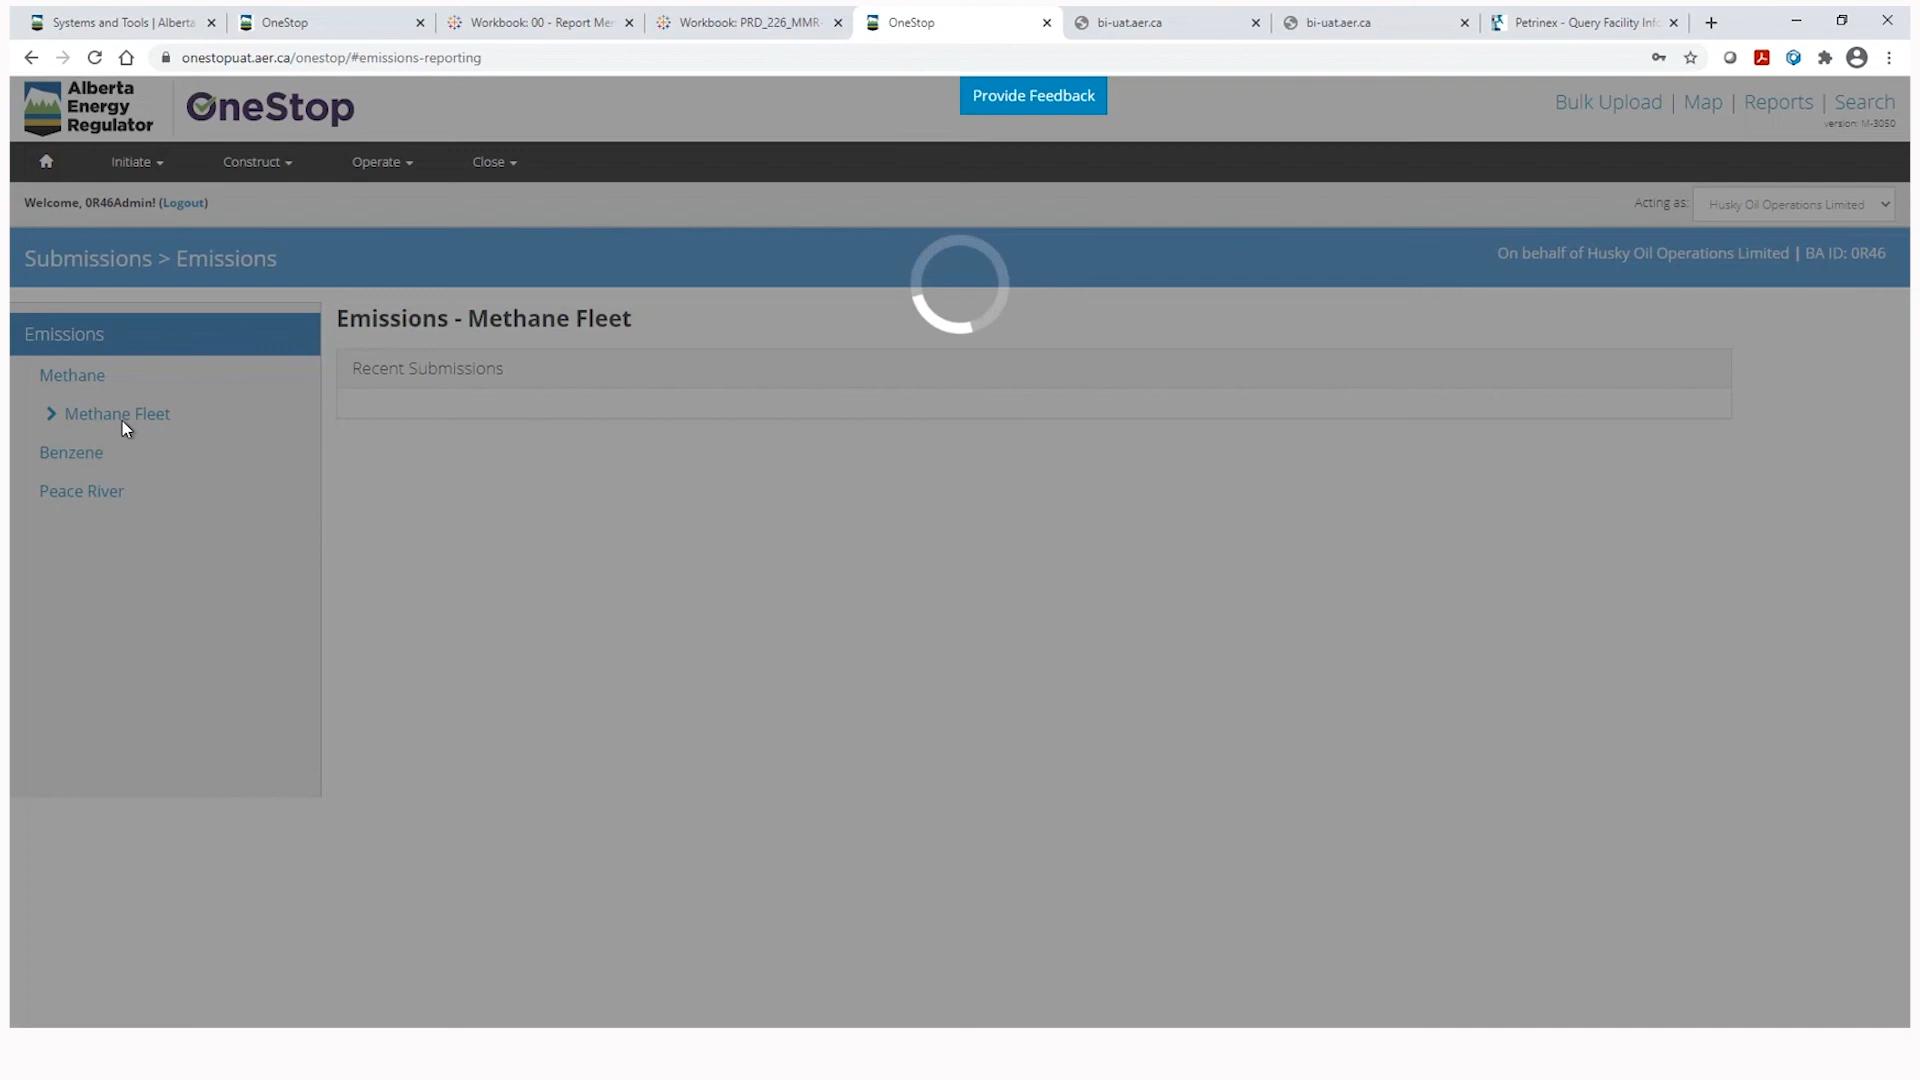 Systems and Tools | Alberta
OneStop
Workbook: 00 - Report Me
Workbook: PRD_226_MMR
OneStop
bi-uat.aer.ca
bi-uat.aer.ca
Petrinex - Query Facility Inf
onestopuat.aer.ca/onestop/#emissions-reporting
Alberta
Energy
Regulator
OneStop
Provide Feedback
Bulk Upload | Map | Reports | Search
version: M-3050
Initiate
Construct
Operate
Close
Welcome, 0R46Admin! (Logout)
Acting as: Husky Oil Operations Limited
Submissions > Emissions
On behalf of Husky Oil Operations Limited | BA ID: 0R46
Emissions
Methane
Methane Fleet
Benzene
Peace River
Emissions - Methane Fleet
Recent Submissions